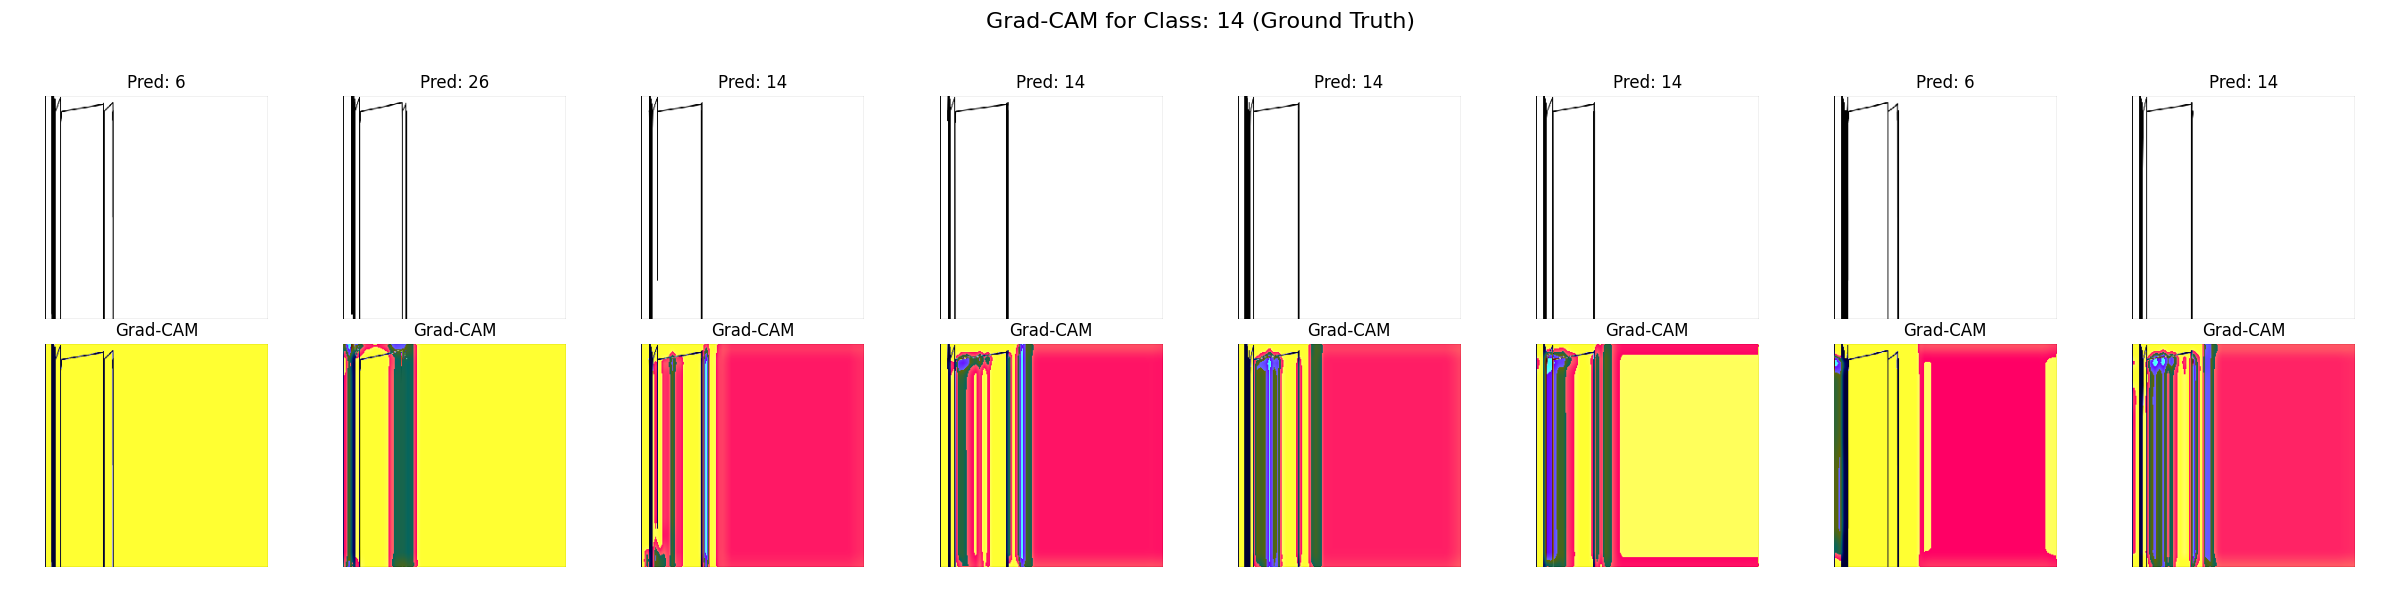 Grad-CAM for Class: 14 (Ground Truth)
Pred: 6 Pred: 26 Pred: 14 Pred: 14 Pred: 14 Pred: 14 Pred: 6 Pred: 14
Grad-CAM Grad-CAM Grad-CAM Grad-CAM Grad-CAM Grad-CAM Grad-CAM Grad-CAM